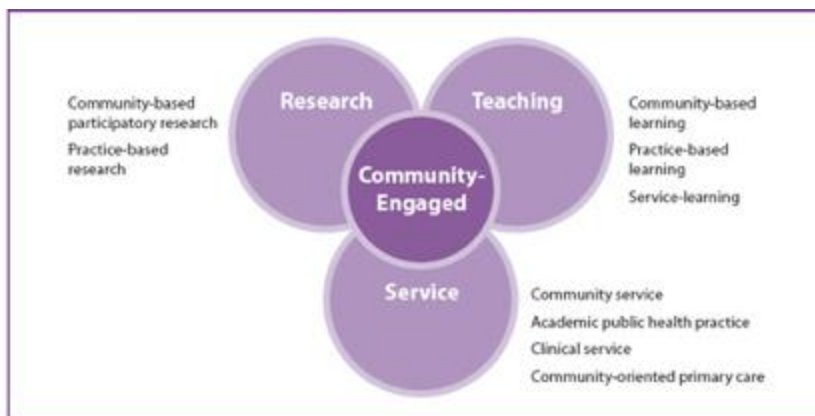 Research
Teaching
Community-based
participatory research
Practice-based
research
Community-
Engaged
Community-based
learning
Practice-based
learning
Service-learning
Service
Community service
Academic public health practice
Clinical service
Community-oriented primary care